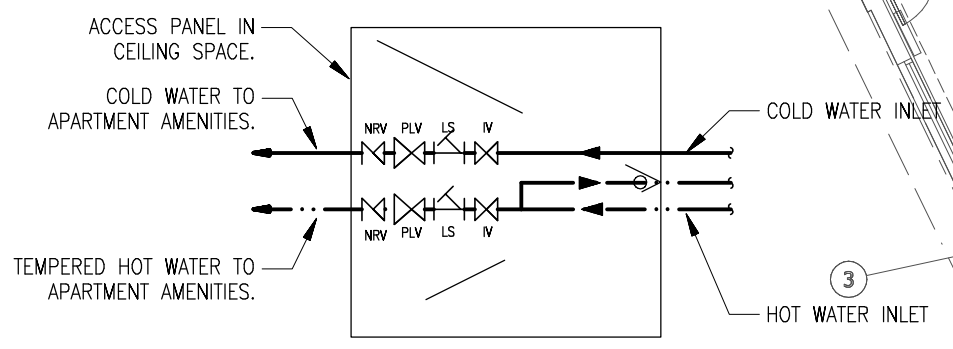 ACCESS PANEL IN
CEILING SPACE.
COLD WATER TO
APARTMENT AMENITIES.
COLD WATER INLET
NRV PLV LS IV
NRV PLV LS IV
TEMPERED HOT WATER TO
APARTMENT AMENITIES.
3
HOT WATER INLET